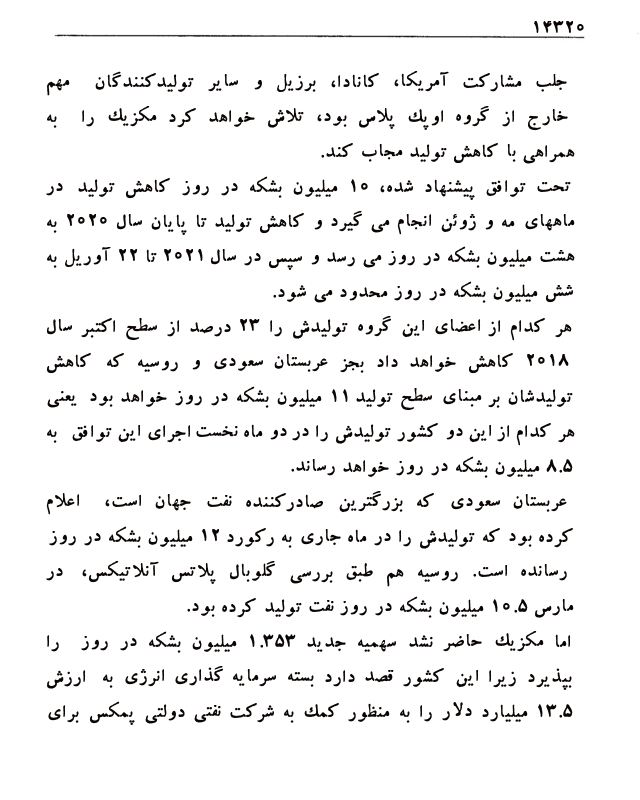 ۱۴۳۲۰
جلب مشارکت آمریکا، کانادا، برزیل و سایر تولیدکنندگان مهم
خارج از گروه اوپك پلاس بود، تلاش خواهد کرد مکزیك را به
همراهی با کاهش تولید مجاب کند.
تحت توافق پیشنهاد شده، ۱۰ میلیون بشکه در روز کاهش تولید در
ماههای مه و ژوئن انجام می گیرد و کاهش تولید تا پایان سال ۲۰۲۰ به
هشت میلیون بشکه در روز می رسد و سپس در سال ۲۰۲۱ تا ۲۲ آوریل به
شش میلیون بشکه در روز محدود می شود.
هر کدام از اعضای این گروه تولیدش را ۲۳ درصد از سطح اکتبر سال
۲۰۱۸ کاهش خواهد داد بجز عربستان سعودی و روسیه که کاهش
تولیدشان بر مبنای سطح تولید ۱۱ میلیون بشکه در روز خواهد بود یعنی
هر کدام از این دو کشور تولیدش را در دو ماه نخست اجرای این توافق به
۸.۵ میلیون بشکه در روز خواهد رساند.
عربستان سعودی که بزرگترین صادرکننده نفت جهان است، اعلام
کرده بود که تولیدش را در ماه جاری به رکورد ۱۲ میلیون بشکه در روز
رسانده است. روسیه هم طبق بررسی گلوبال پلاتس آنلاتیکس، در
مارس ۱۰.۵ میلیون بشکه در روز نفت تولید کرده بود.
اما مکزیك حاضر نشد سهمیه جدید ۱.۳۵۳ میلیون بشکه در روز را
بپذیرد زیرا این کشور قصد دارد بسته سرمایه گذاری انرژی به ارزش
۱۳.۵ میلیارد دلار را به منظور کمك به شرکت نفتی دولتی پمکس برای